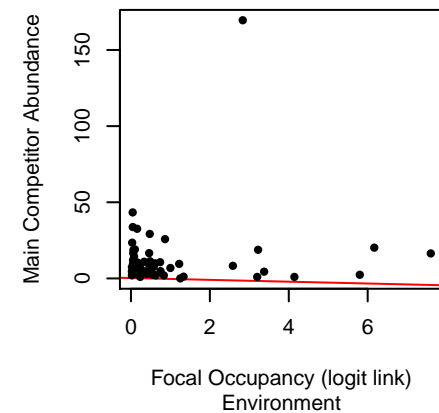 Main Competitor Abundance
150
100
50
0
0 2 4 6
Focal Occupancy (logit link)
Environment